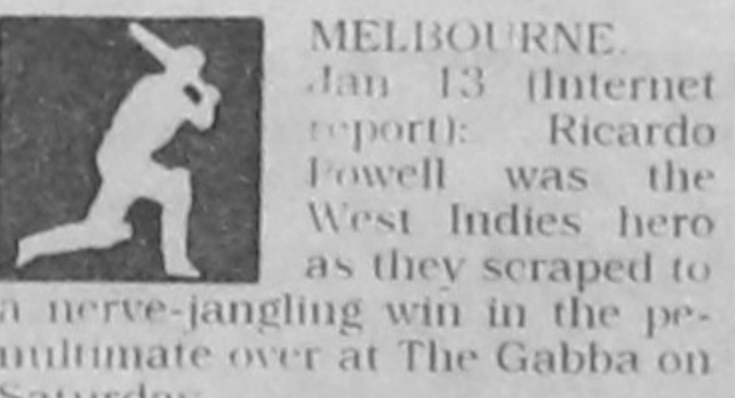 MELBOURNE,
Jan 13 (Internet
report): Ricardo
Powell was the
West Indies hero
as they scraped to
a nerve-jangling win in the pe-
nultimate over at The Gabba on
Saturday